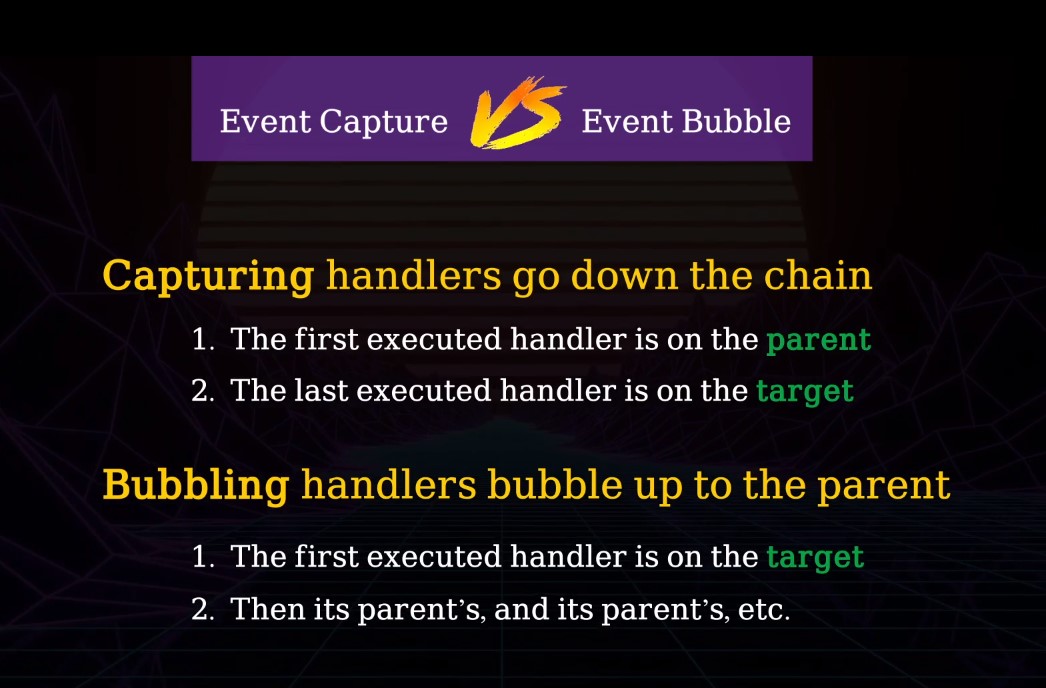 Event Capture VS Event Bubble
Capturing handlers go down the chain
1. The first executed handler is on the parent
2. The last executed handler is on the target
Bubbling handlers bubble up to the parent
1. The first executed handler is on the target
2. Then its parent’s, and its parent’s, etc.